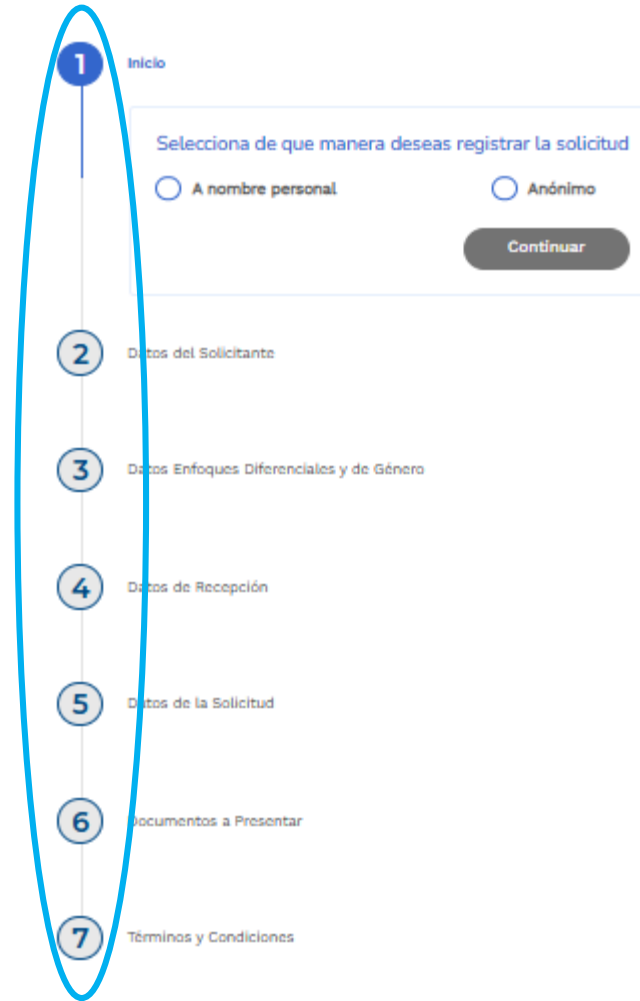 1
Inicio
Selecciona de que manera deseas registrar la solicitud
A nombre personal
Anónimo
Continuar
2
Datos del Solicitante
3
Datos Enfoques Diferenciales y de Género
4
Datos de Recepción
5
Datos de la Solicitud
6
Documentos a Presentar
7
Términos y Condiciones